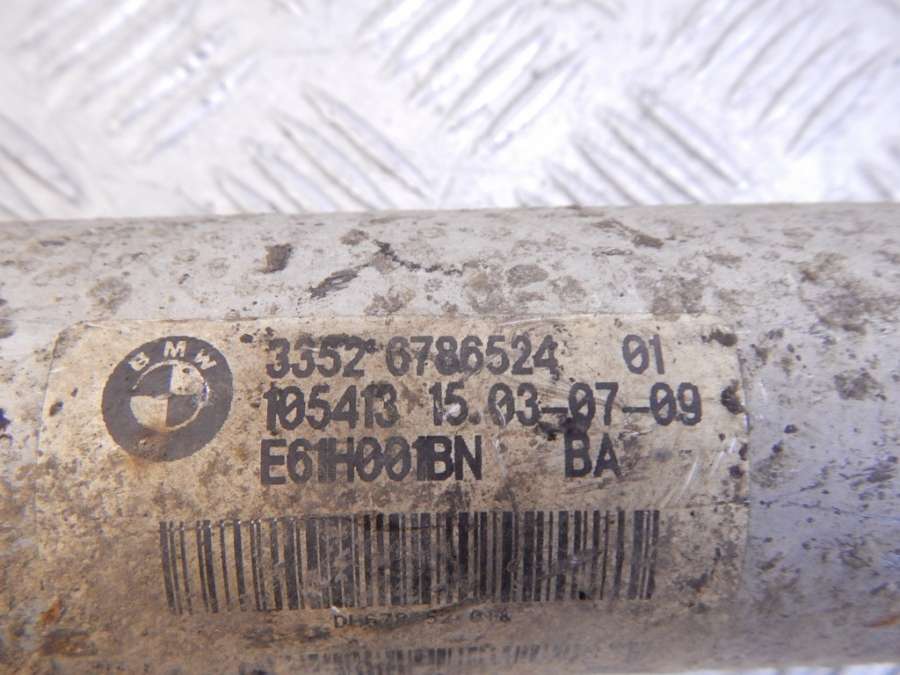 BMW
3352 6786524 01
105413 15.03-07-09
E61H001BN BA